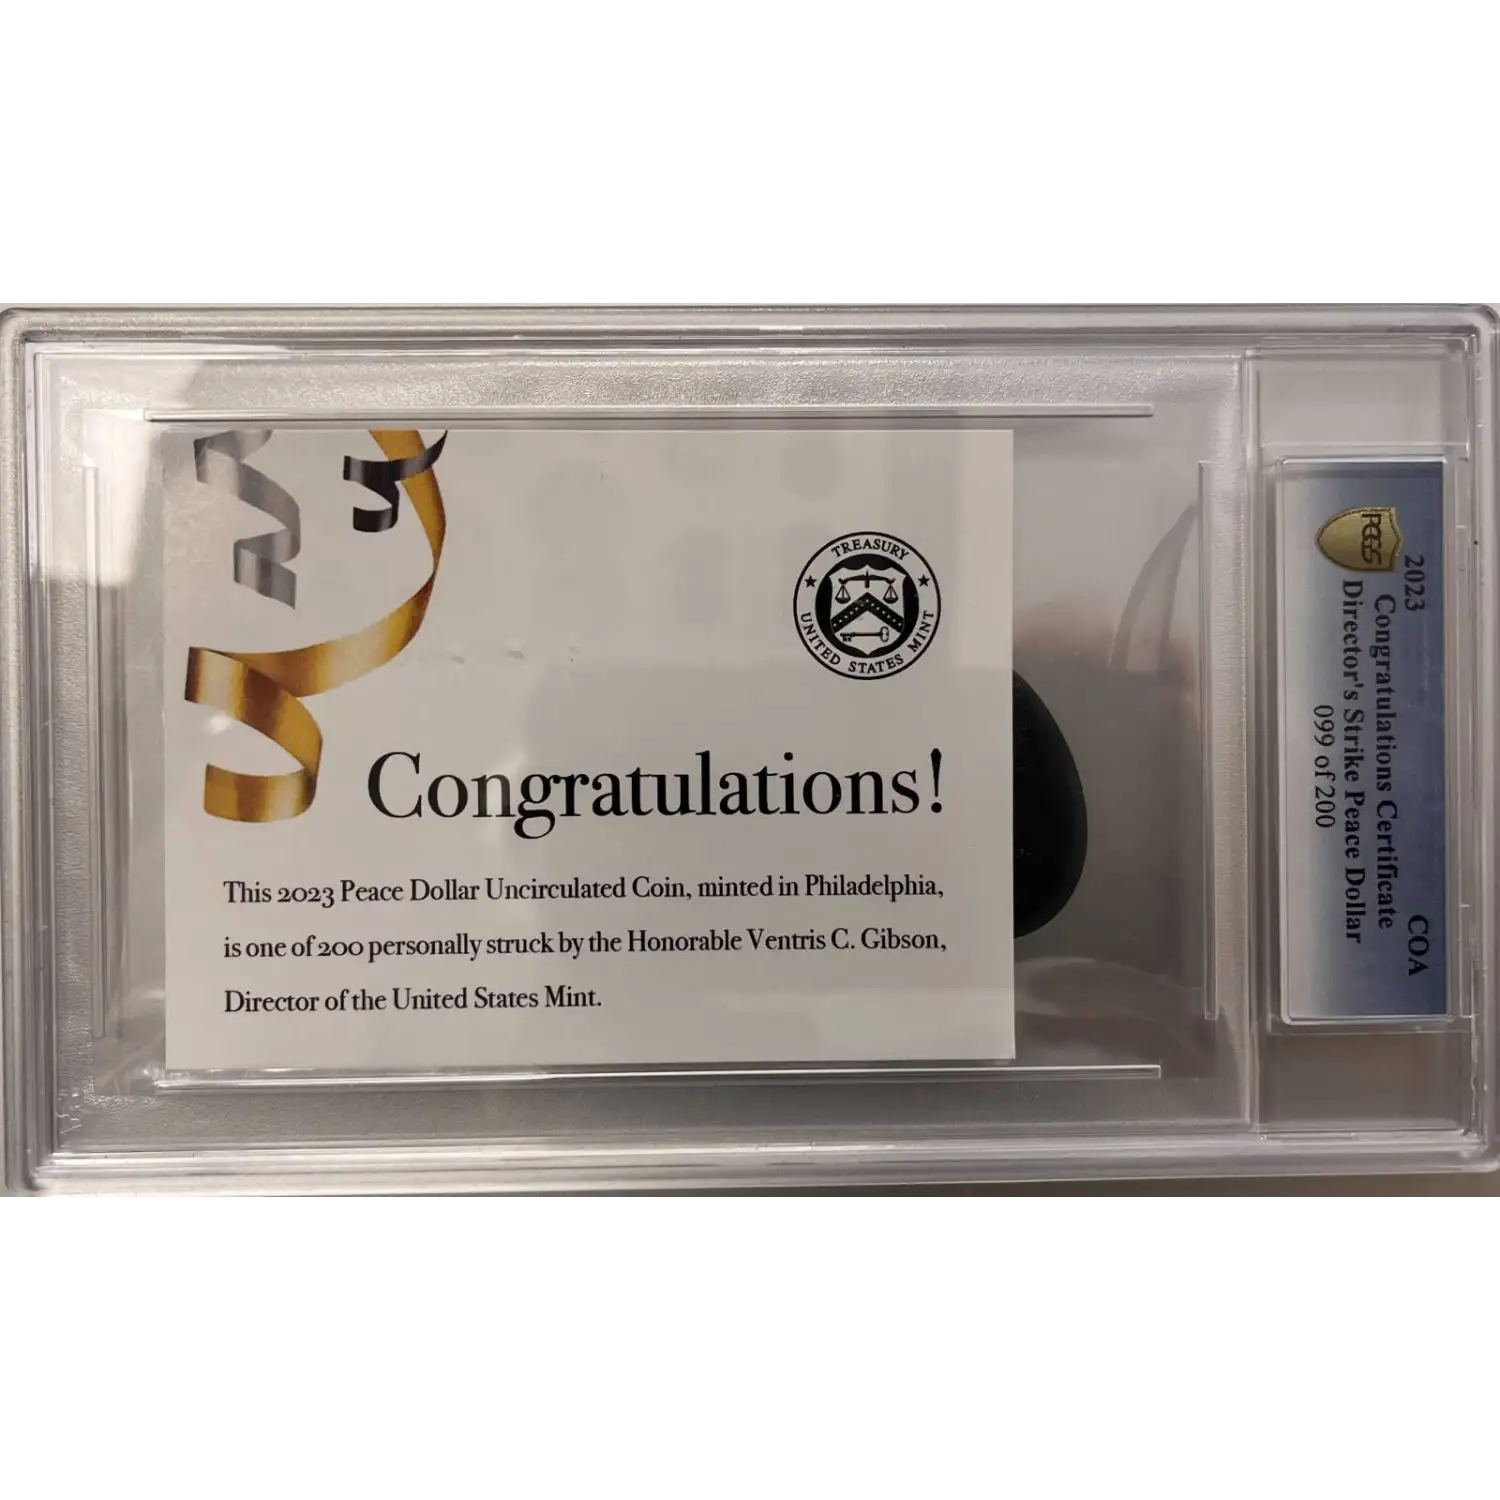 TREASURY
UNITED STATES MINT
Congratulations!
This 2023 Peace Dollar Uncirculated Coin, minted in Philadelphia,
is one of 200 personally struck by the Honorable Ventris C. Gibson,
Director of the United States Mint.
PCGS
2023 COA
Congratulations Certificate
Director's Strike Peace Dollar
099 of 200